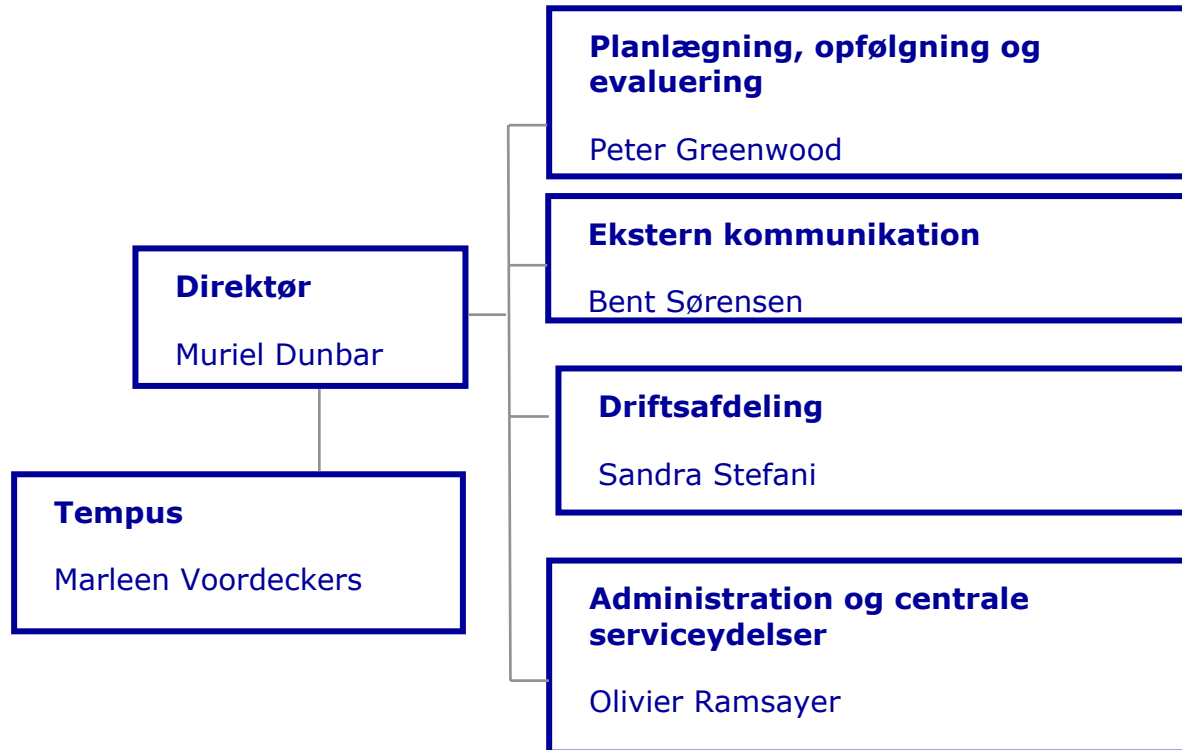 Planlægning, opfølgning og
evaluering
Peter Greenwood
Ekstern kommunikation
Bent Sørensen
Direktør
Muriel Dunbar
Driftsafdeling
Sandra Stefani
Tempus
Marleen Voordeckers
Administration og centrale
serviceydelser
Olivier Ramsayer